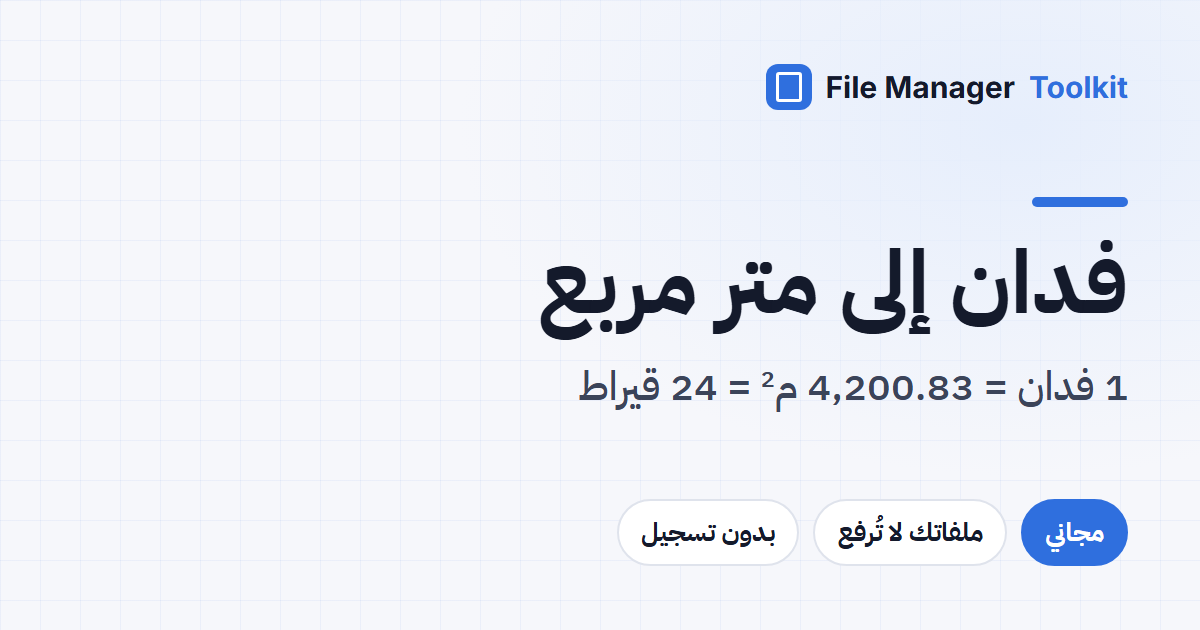 File Manager Toolkit
فدان إلى متر مربع
1 فدان = 4,200.83 م² = 24 قيراط
مجاني
ملفاتك لا تُرفع
بدون تسجيل